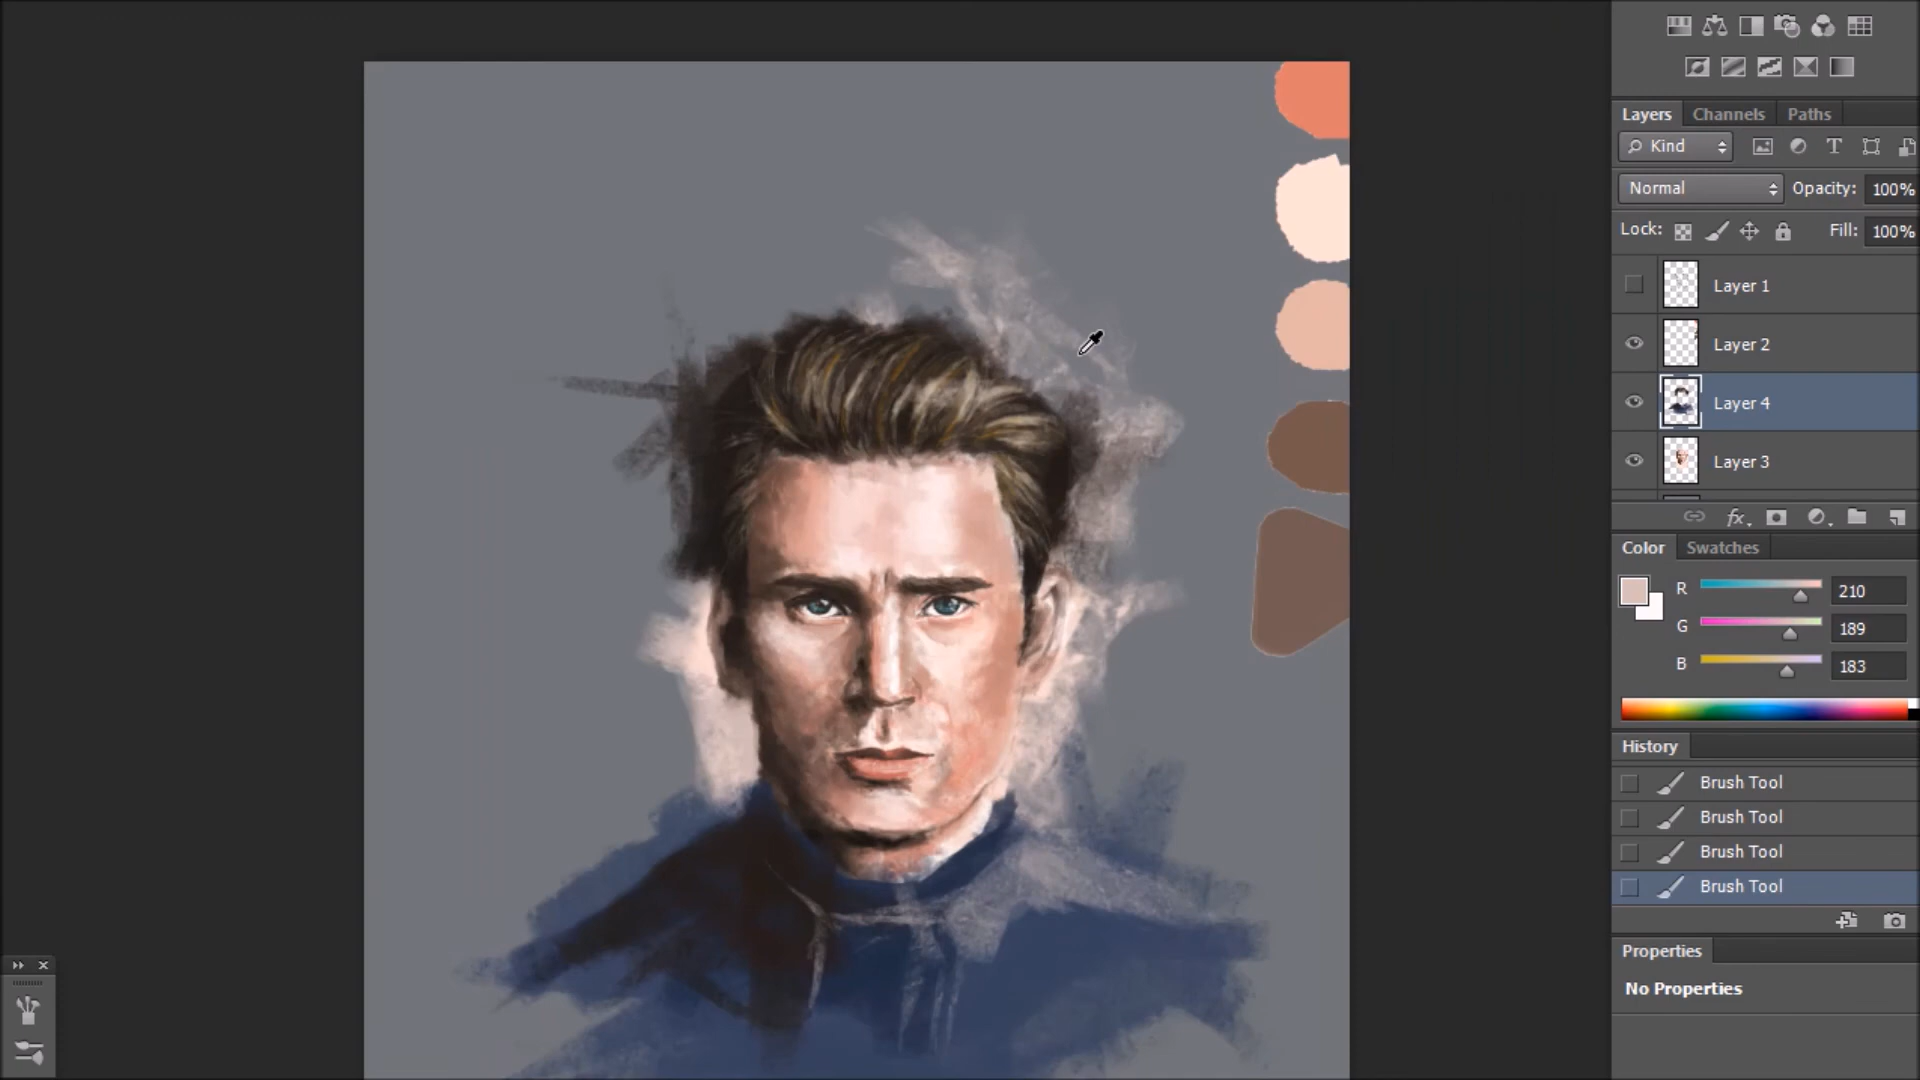 Layers Channels Paths
Kind
Normal Opacity: 100%
Lock: Fill: 100%
Layer 1
Layer 2
Layer 4
Layer 3
fx
Color Swatches
R 210
G 189
B 183
History
Brush Tool
Brush Tool
Brush Tool
Brush Tool
Properties
No Properties